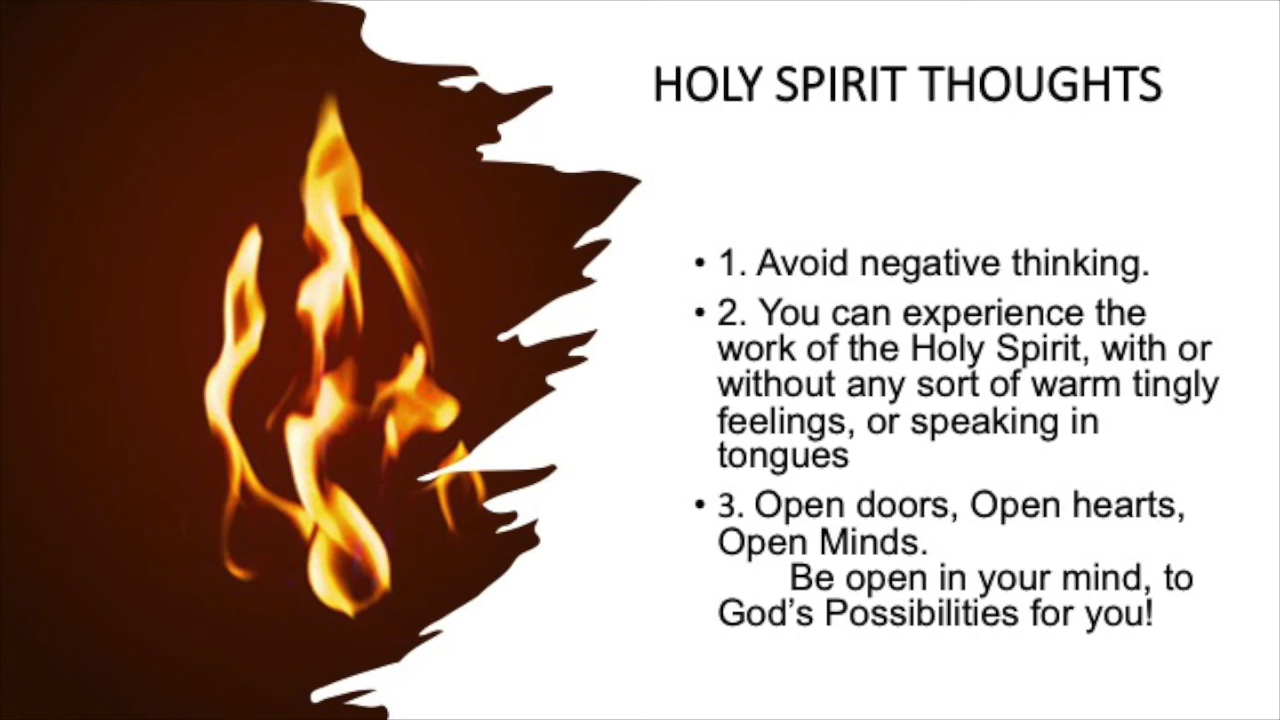 HOLY SPIRIT THOUGHTS
• 1. Avoid negative thinking.
• 2. You can experience the
work of the Holy Spirit, with or
without any sort of warm tingly
feelings, or speaking in
tongues
• 3. Open doors, Open hearts,
Open Minds.
Be open in your mind, to
God’s Possibilities for you!